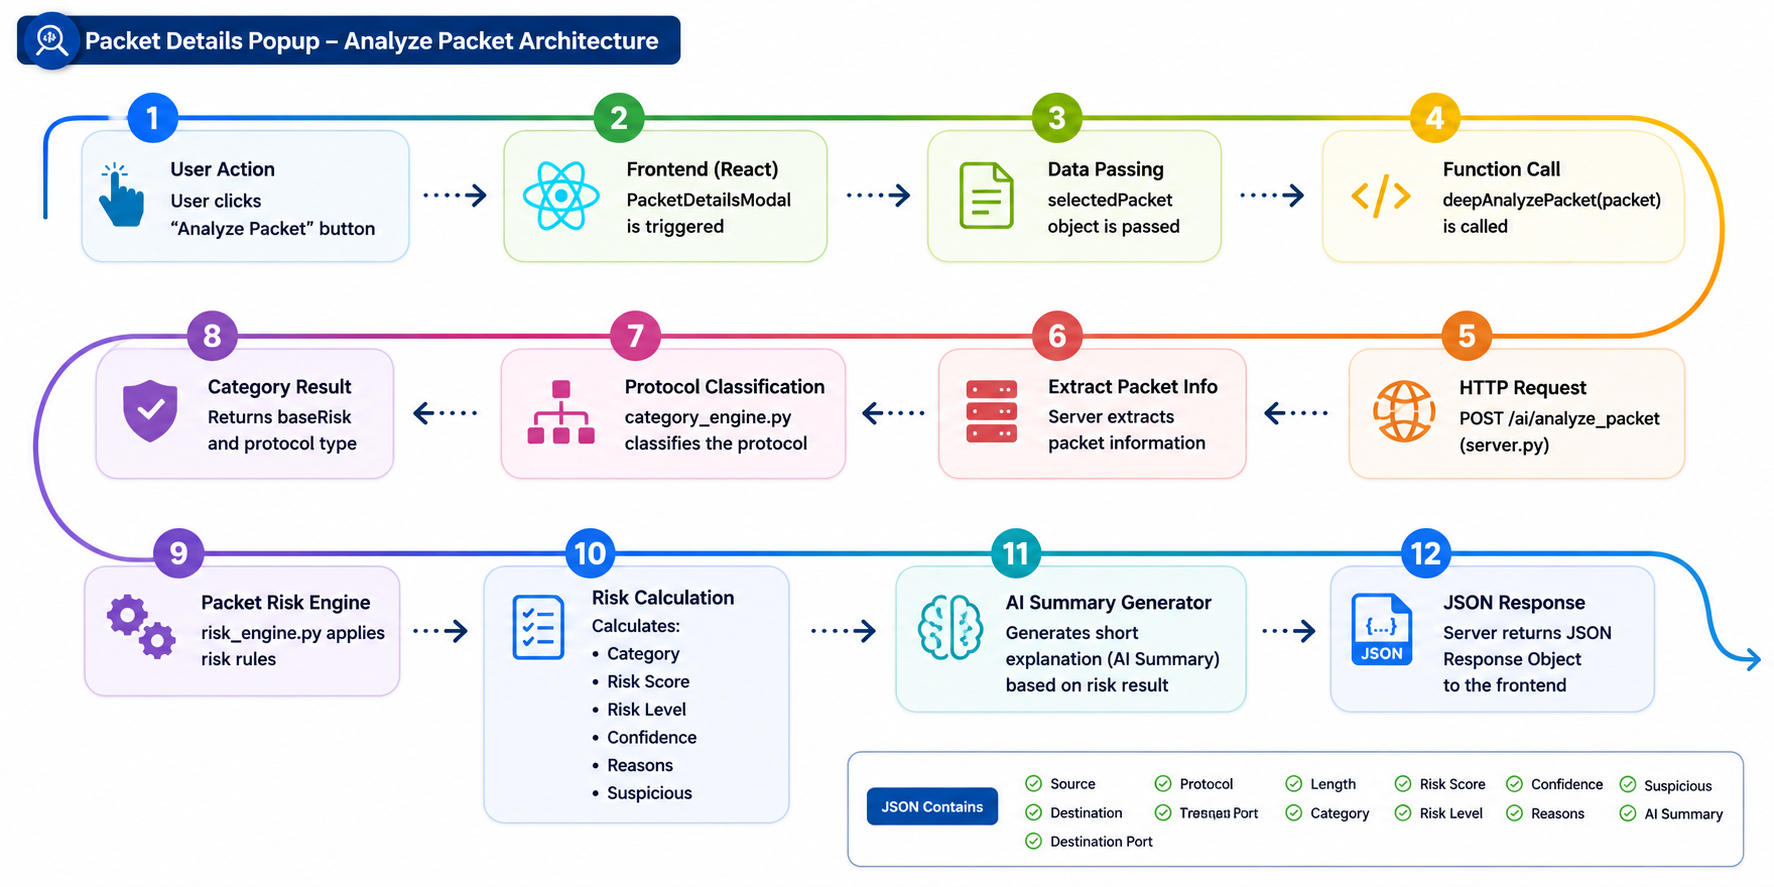 Packet Details Popup – Analyze Packet Architecture
1
User Action
User clicks
“Analyze Packet” button
2
Frontend (React)
PacketDetailsModal
is triggered
3
Data Passing
selectedPacket
object is passed
4
</>
Function Call
deepAnalyzePacket(packet)
is called
5
HTTP Request
POST /ai/analyze_packet
(server.py)
6
Extract Packet Info
Server extracts
packet information
7
Protocol Classification
category_engine.py
classifies the protocol
8
Category Result
Returns baseRisk
and protocol type
9
Packet Risk Engine
risk_engine.py applies
risk rules
10
Risk Calculation
Calculates:
• Category
• Risk Score
• Risk Level
• Confidence
• Reasons
• Suspicious
11
AI Summary Generator
Generates short
explanation (AI Summary)
based on risk result
12
{...}
JSON
JSON Response
Server returns JSON
Response Object
to the frontend
JSON Contains
Source
Protocol
Length
Risk Score
Confidence
Suspicious
Destination
Port
Category
Risk Level
Reasons
AI Summary
Destination Port